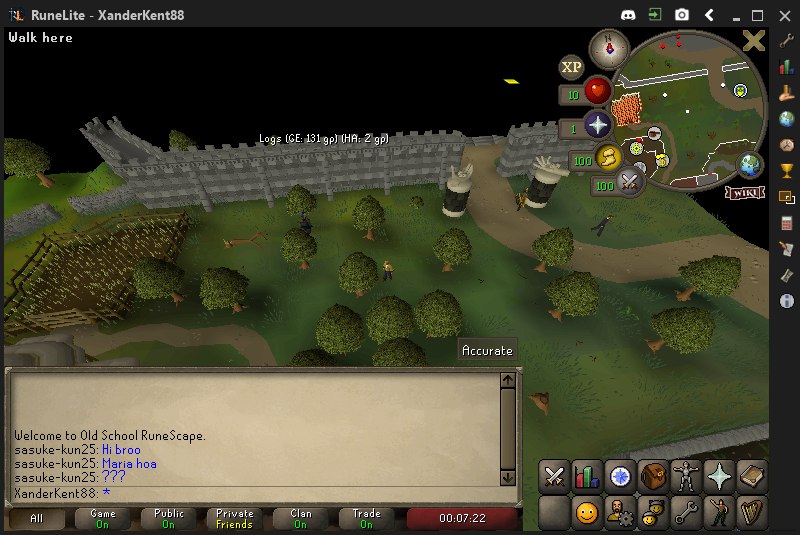 RuneLite - XanderKent88
Walk here
XP
10
1
100
100
WIKI
Logs (GE: 131 gp) (HA: 2 gp)
Accurate
Welcome to Old School RuneScape.
sasuke-kun25: Hi broo
sasuke-kun25: Maria hoa
sasuke-kun25: ???
XanderKent88: *
All
Game
On
Public
On
Private
Friends
Clan
On
Trade
On
00:07:22